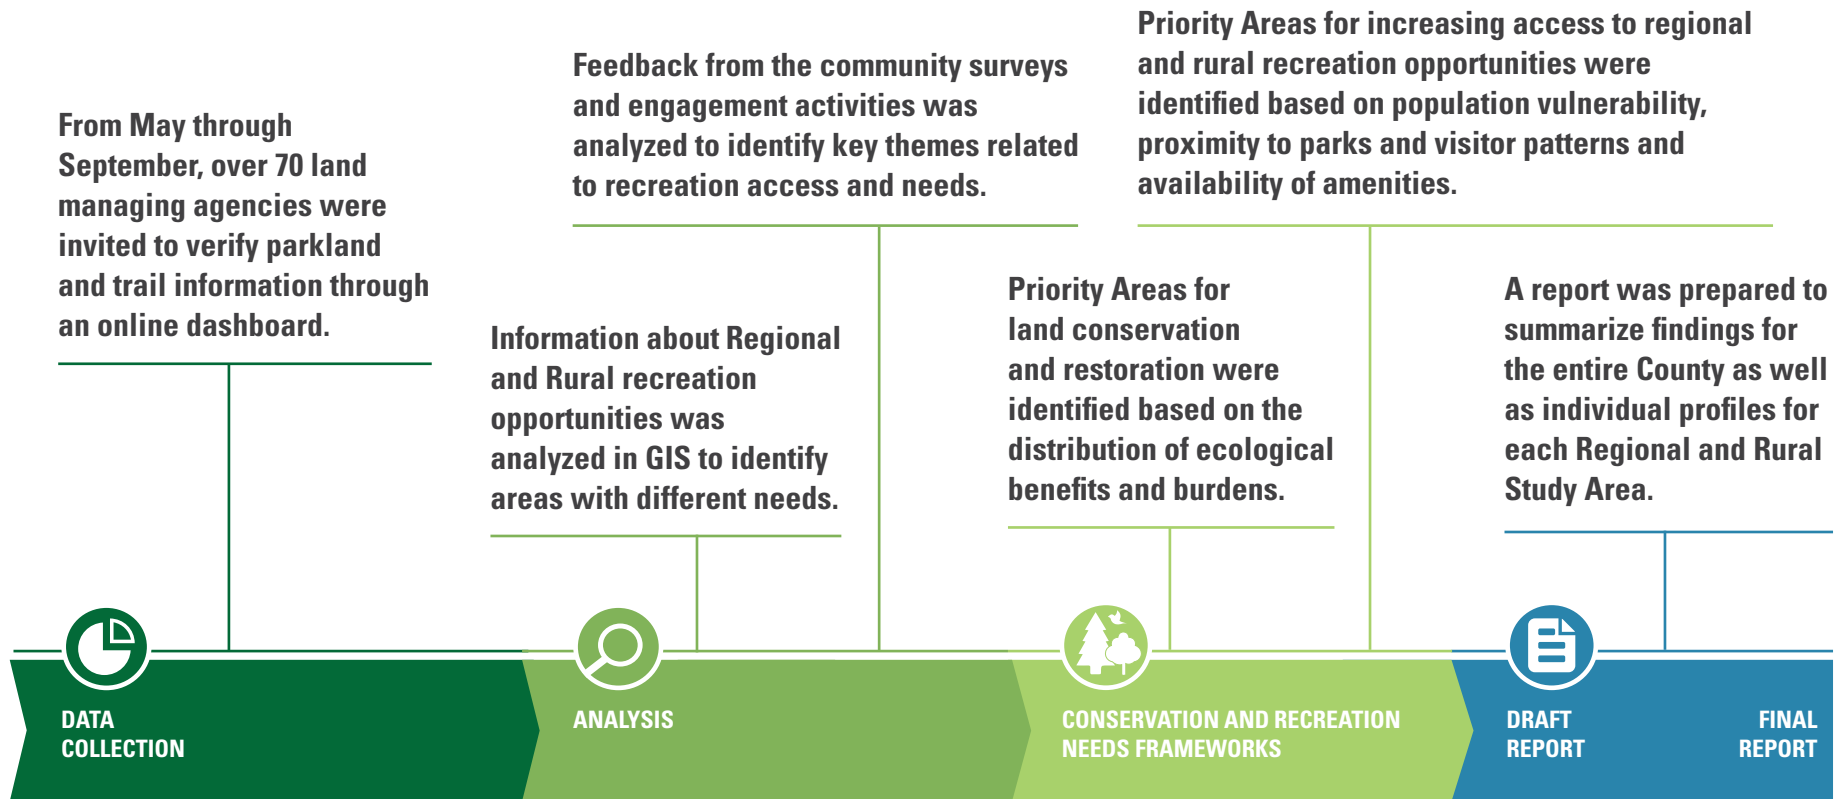 From May through
September, over 70 land
managing agencies were
invited to verify parkland
and trail information through
an online dashboard.
Information about Regional
and Rural recreation
opportunities was
analyzed in GIS to identify
areas with different needs.
Feedback from the community surveys
and engagement activities was
analyzed to identify key themes related
to recreation access and needs.
Priority Areas for
land conservation
and restoration were
identified based on the
distribution of ecological
benefits and burdens.
Priority Areas for increasing access to regional
and rural recreation opportunities were
identified based on population vulnerability,
proximity to parks and visitor patterns and
availability of amenities.
A report was prepared to
summarize findings for
the entire County as well
as individual profiles for
each Regional and Rural
Study Area.
DATA
COLLECTION
ANALYSIS
CONSERVATION AND RECREATION
NEEDS FRAMEWORKS
DRAFT
REPORT
FINAL
REPORT